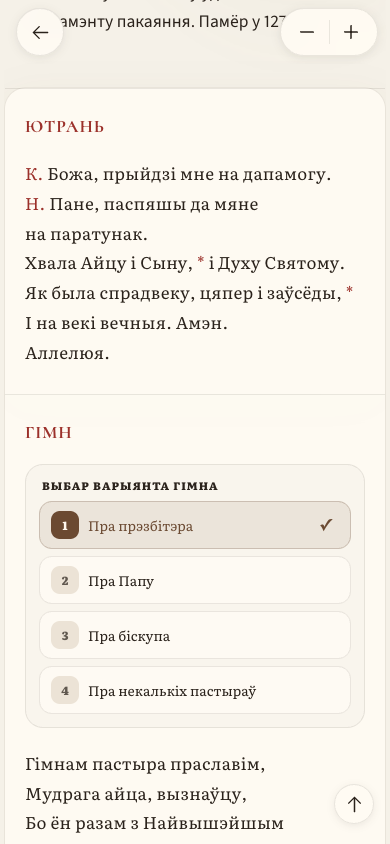 амэнту пакаяння. Памёр у 127
ЮТРАНЬ
К. Божа, прыйдзі мне на дапамогу.
Н. Пане, паспяшы да мяне
на паратунак.
Хвала Айцу і Сыну, * і Духу Святому.
Як была спрадвеку, цяпер і заўсёды, *
І на векі вечныя. Амэн.
Аллелюя.
ГІМН
ВЫБАР ВАРЫЯНТА ГІМНА
1 Пра прэзбітэра ✓
2 Пра Папу
3 Пра біскупа
4 Пра некалькіх пастыраў
Гімнам пастыра праславім,
Мудрага айца, вызнаўцу,
Бо ён разам з Найвышэйшым